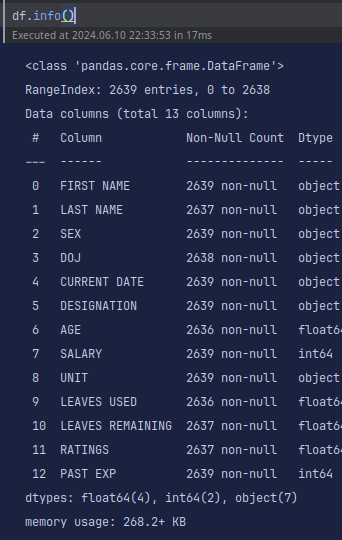 df.info()
Executed at 2024.06.10 22:33:53 in 17ms
<class 'pandas.core.frame.DataFrame'>
RangeIndex: 2639 entries, 0 to 2638
Data columns (total 13 columns):
 #   Column            Non-Null Count  Dtype
---  ------            --------------  -----
 0   FIRST NAME        2639 non-null   object
 1   LAST NAME         2637 non-null   object
 2   SEX               2639 non-null   object
 3   DOJ               2638 non-null   object
 4   CURRENT DATE      2639 non-null   object
 5   DESIGNATION       2639 non-null   object
 6   AGE               2636 non-null   float64
 7   SALARY            2639 non-null   int64
 8   UNIT              2639 non-null   object
 9   LEAVES USED       2636 non-null   float64
 10  LEAVES REMAINING  2637 non-null   float64
 11  RATINGS           2637 non-null   float64
 12  PAST EXP          2639 non-null   int64
dtypes: float64(4), int64(2), object(7)
memory usage: 268.2+ KB